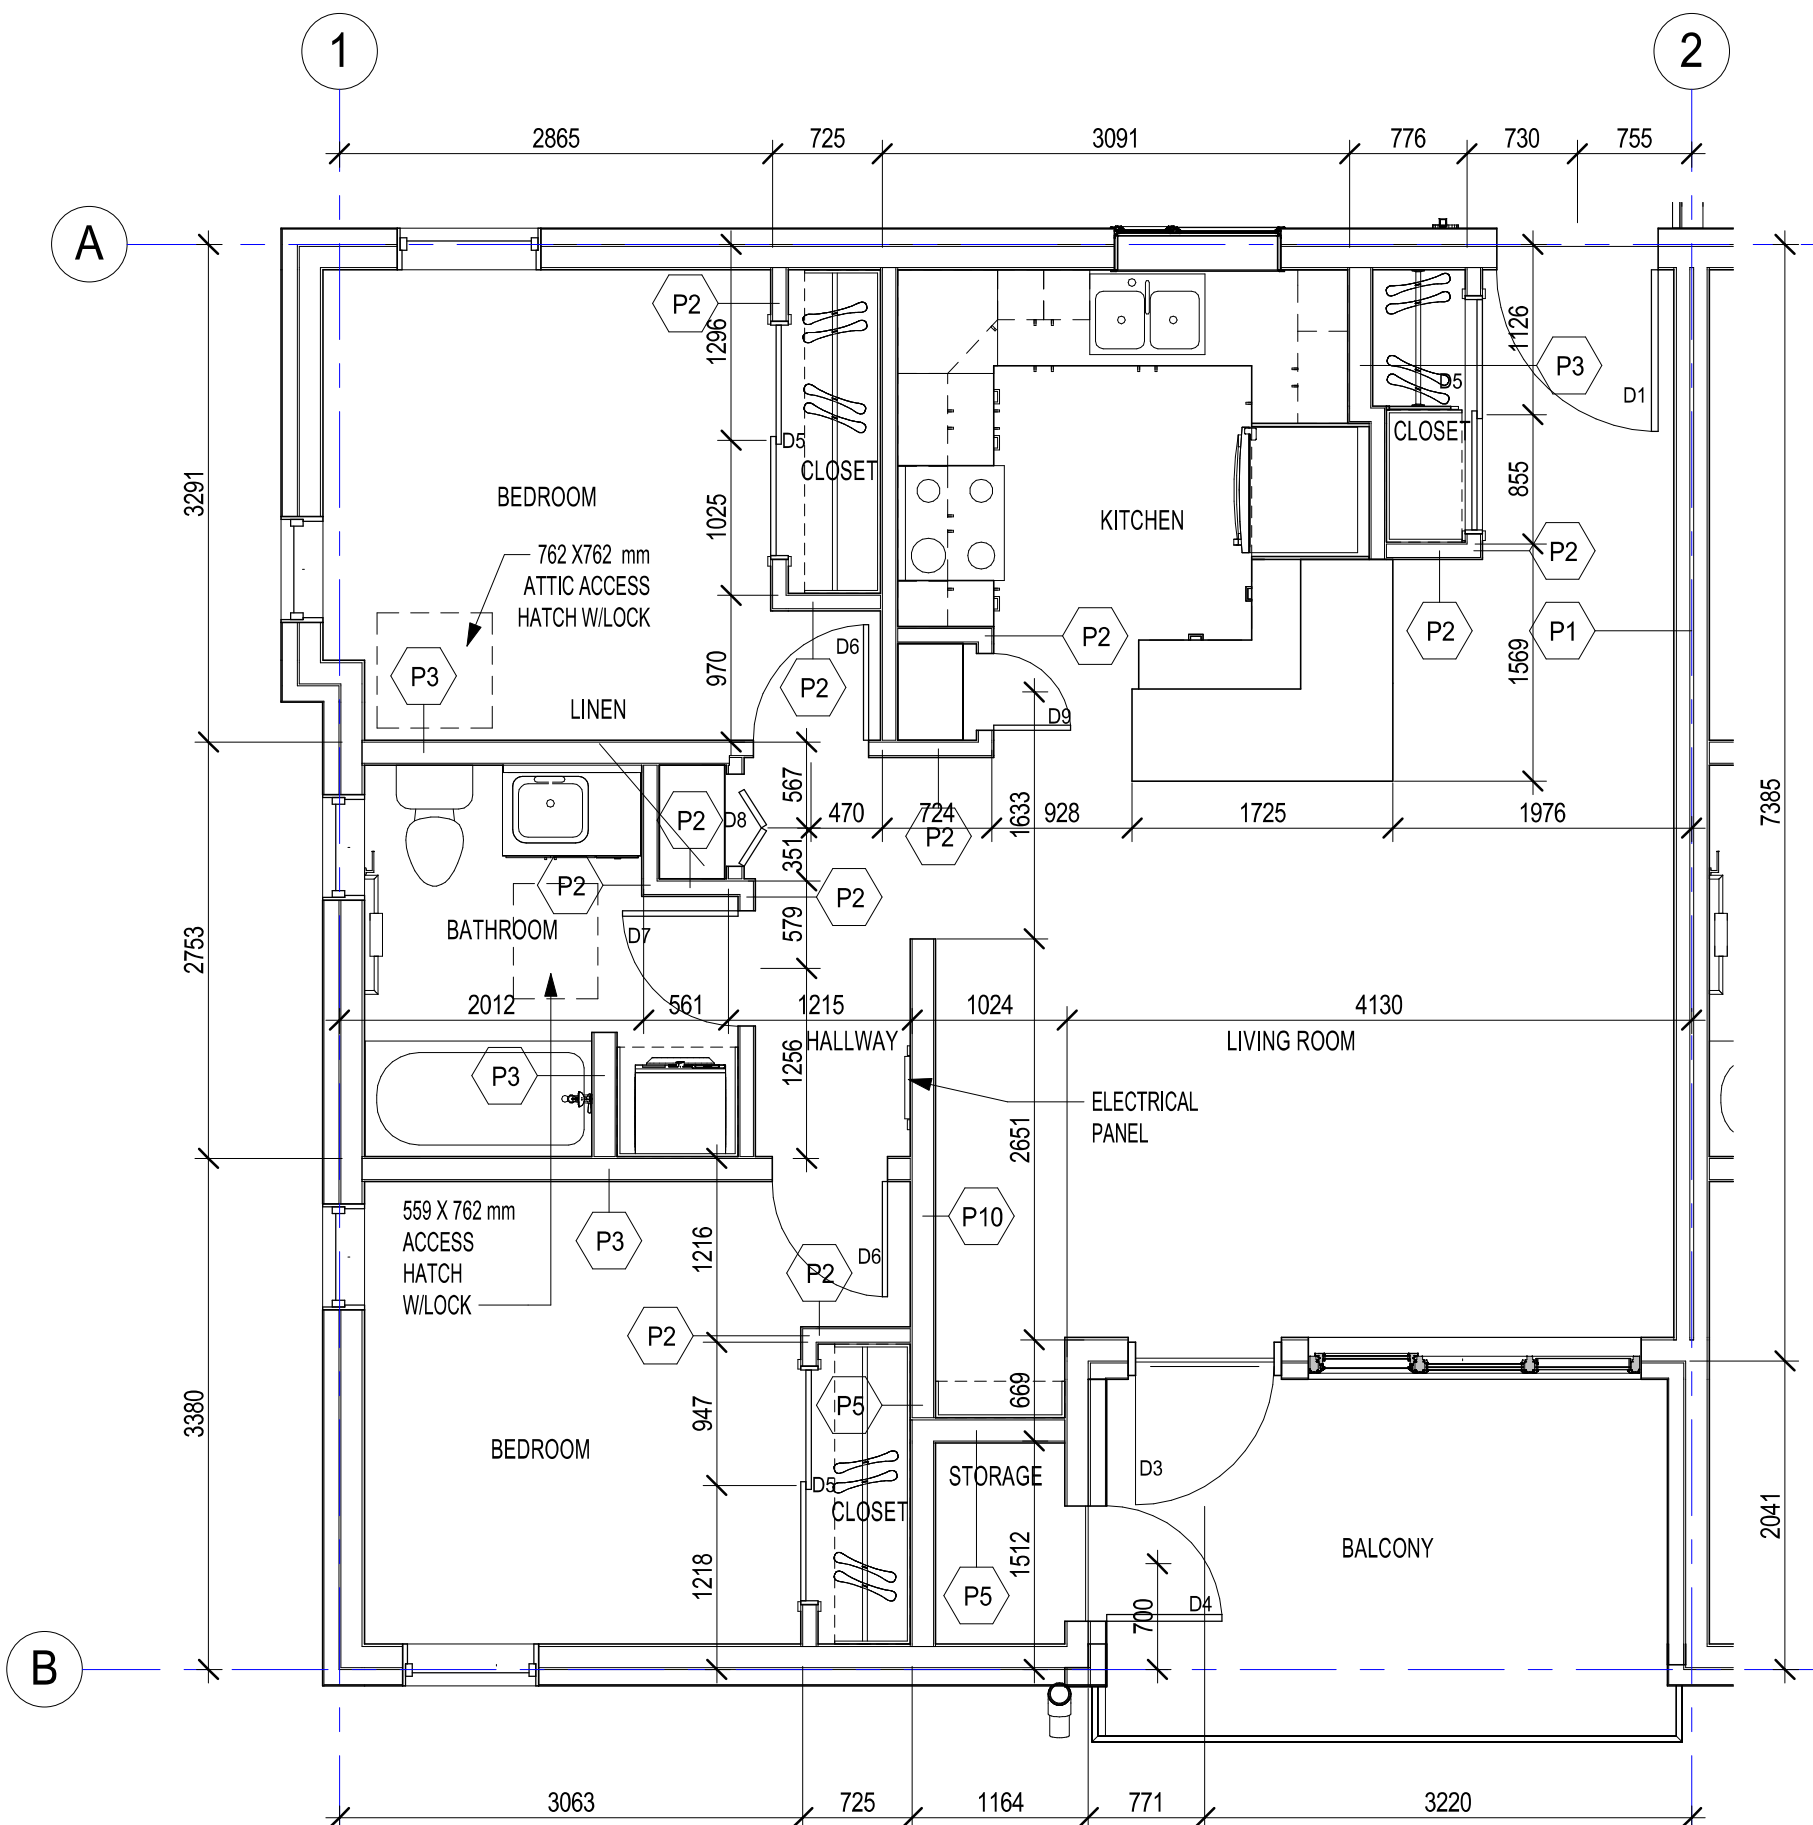 1
2
2865
725
3091
776
730
755
A
P2
1296
1126
P3
D5
D1
CLOSET
D5
CLOSET
3291
855
BEDROOM
1025
KITCHEN
762 X762 mm
ATTIC ACCESS
HATCH W/LOCK
P2
P2
P2
P1
D6
970
1569
P3
P2
LINEN
D9
567
1633
7385
470
724
928
1725
1976
P2
D8
P2
351
P2
P2
579
BATHROOM
D7
2753
2012
561
1215
1024
4130
HALLWAY
LIVING ROOM
1256
P3
ELECTRICAL
PANEL
2651
559 X 762 mm
ACCESS
HATCH
W/LOCK
P10
P3
1216
D6
P2
P2
669
3380
947
P5
BEDROOM
D3
STORAGE
D5
CLOSET
2041
BALCONY
1512
1218
P5
700
D4
B
3063
725
1164
771
3220